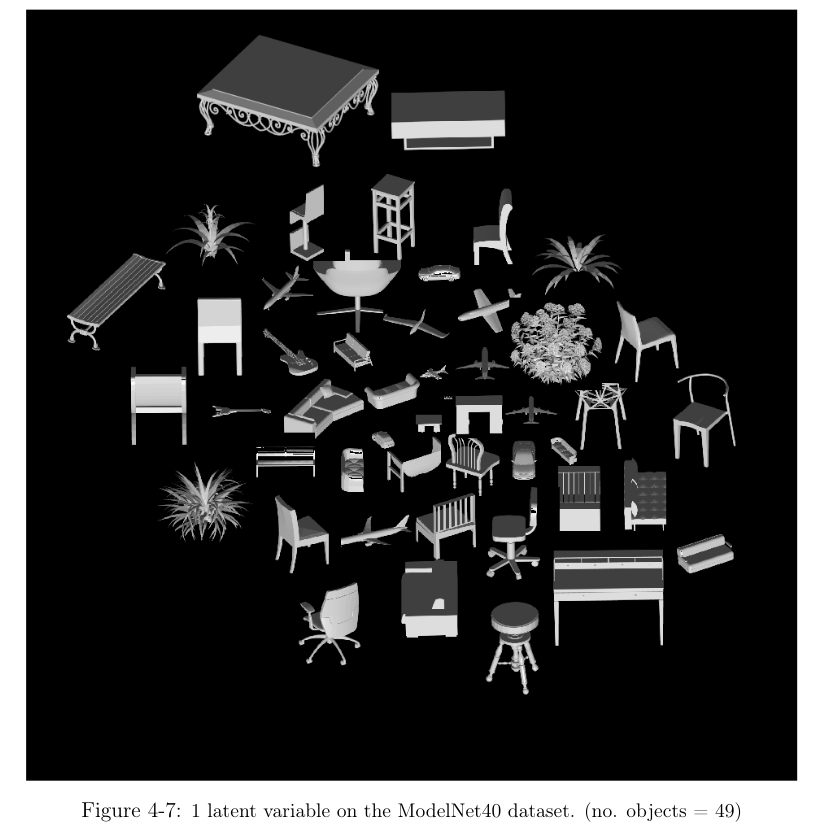 Figure 4-7: 1 latent variable on the ModelNet40 dataset. (no. objects = 49)